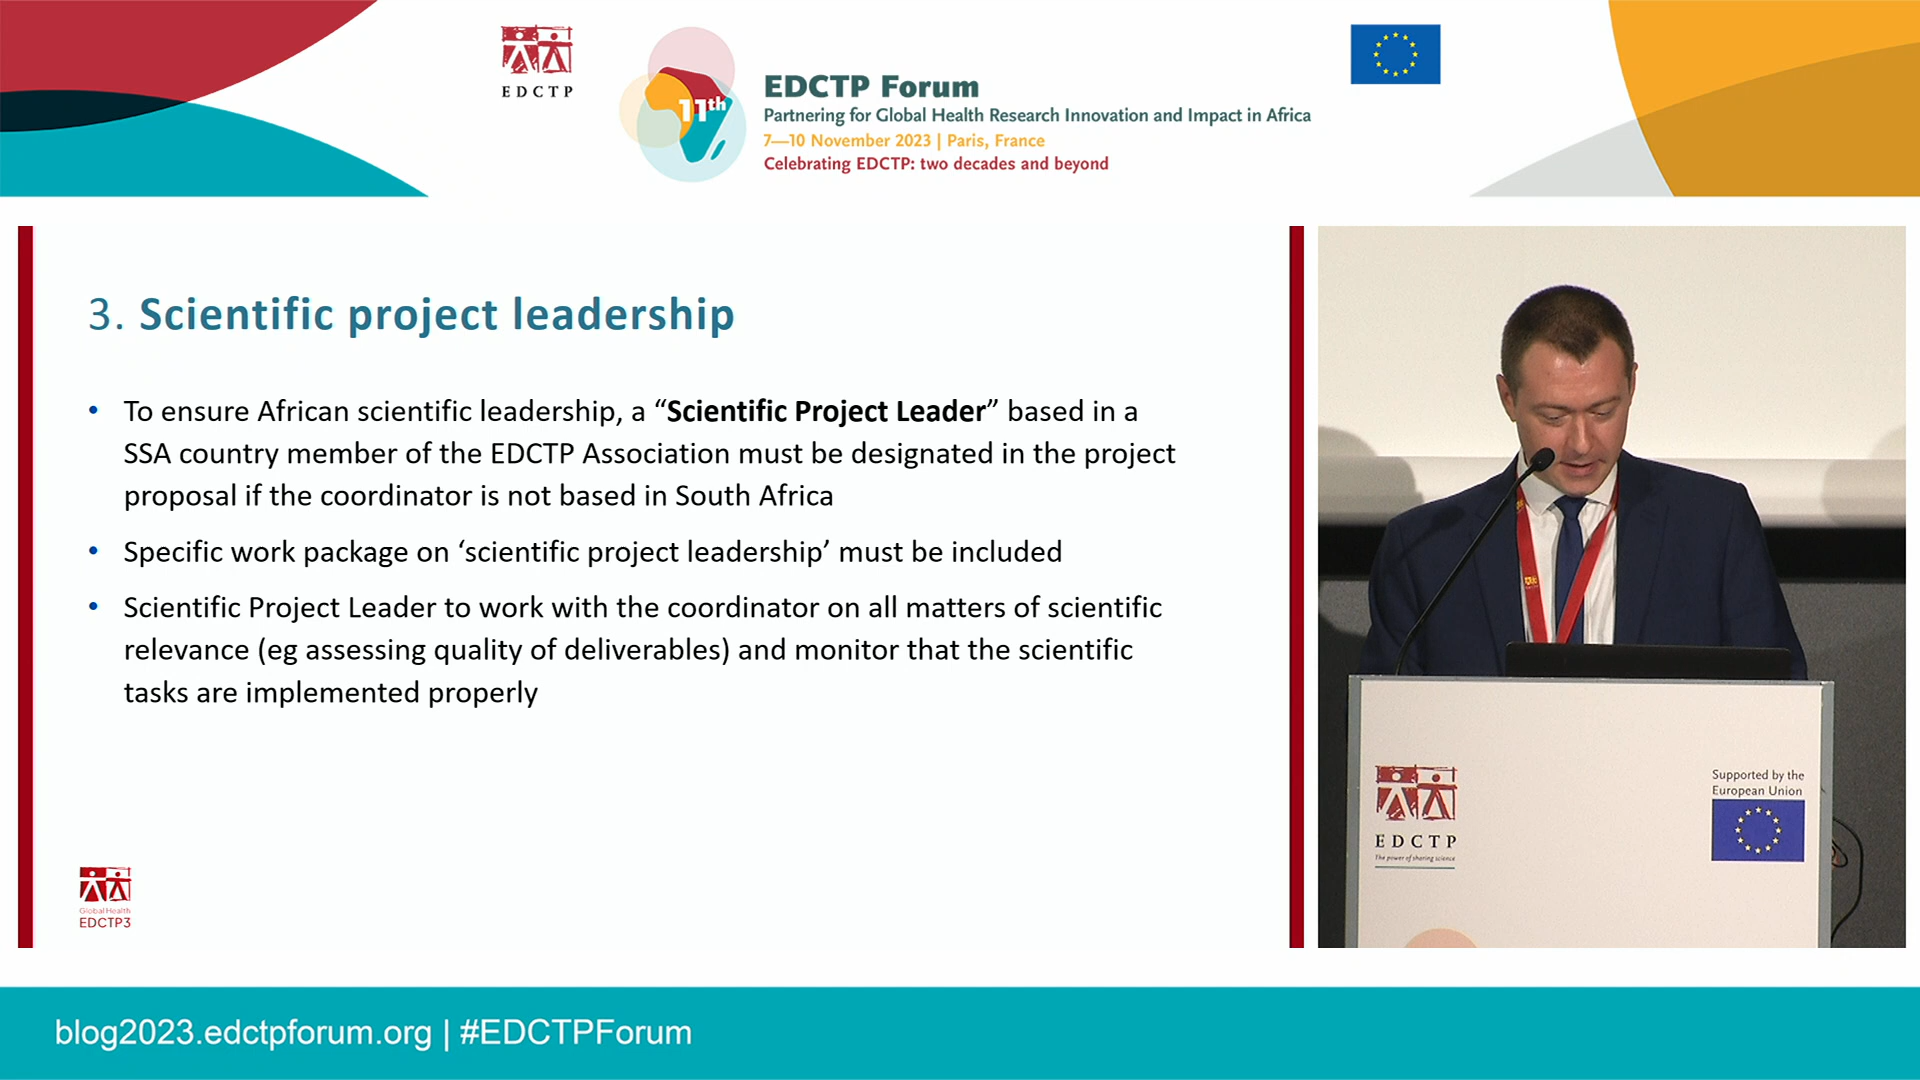 EDCTP
11th
EDCTP Forum
Partnering for Global Health Research Innovation and Impact in Africa
7—10 November 2023 | Paris, France
Celebrating EDCTP: two decades and beyond
3. Scientific project leadership
• To ensure African scientific leadership, a “Scientific Project Leader” based in a
SSA country member of the EDCTP Association must be designated in the project
proposal if the coordinator is not based in South Africa
• Specific work package on ‘scientific project leadership’ must be included
• Scientific Project Leader to work with the coordinator on all matters of scientific
relevance (eg assessing quality of deliverables) and monitor that the scientific
tasks are implemented properly
Global Health
EDCTP3
EDCTP
The power of sharing science
Supported by the
European Union
blog2023.edctpforum.org | #EDCTPForum